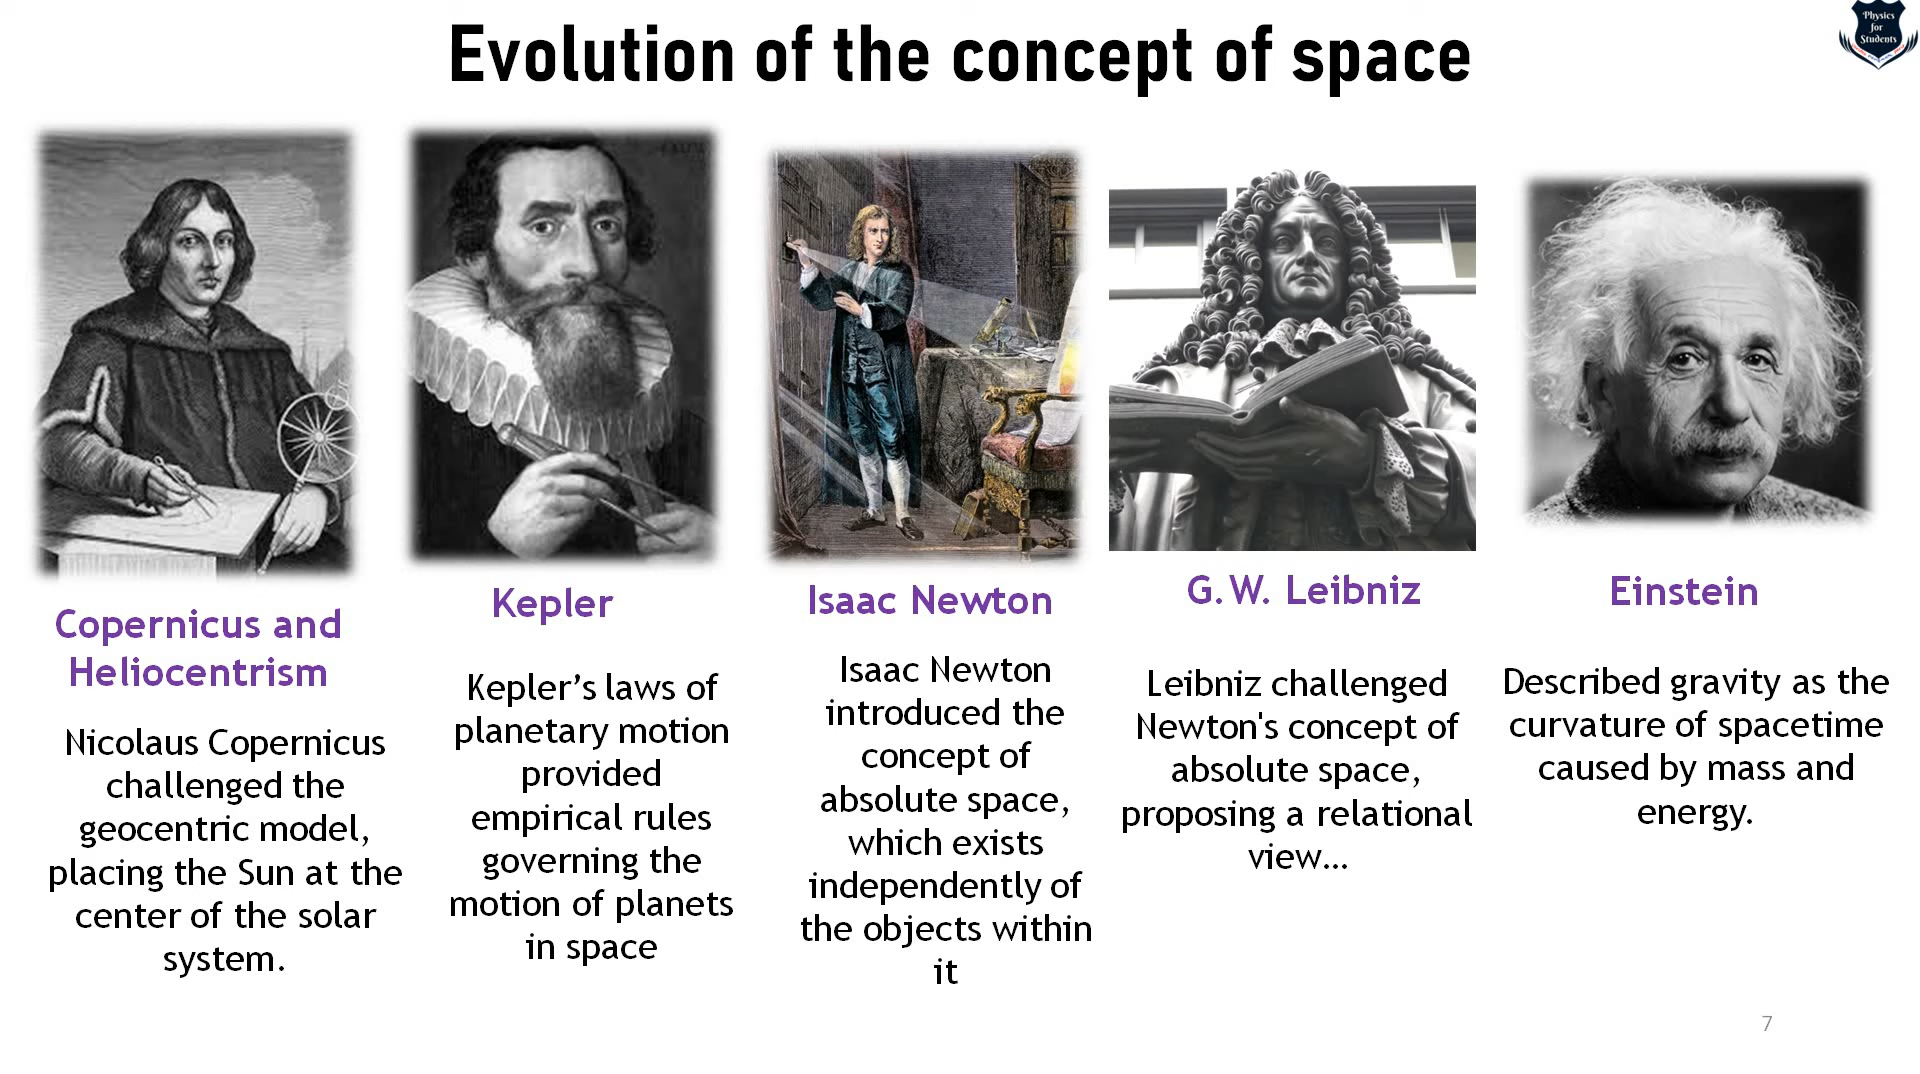 Evolution of the concept of space
Physics
for
Students
Copernicus and
Heliocentrism
Nicolaus Copernicus
challenged the
geocentric model,
placing the Sun at the
center of the solar
system.
Kepler
Kepler’s laws of
planetary motion
provided
empirical rules
governing the
motion of planets
in space
Isaac Newton
Isaac Newton
introduced the
concept of
absolute space,
which exists
independently of
the objects within
it
G.W. Leibniz
Leibniz challenged
Newton's concept of
absolute space,
proposing a relational
view…
Einstein
Described gravity as the
curvature of spacetime
caused by mass and
energy.
7